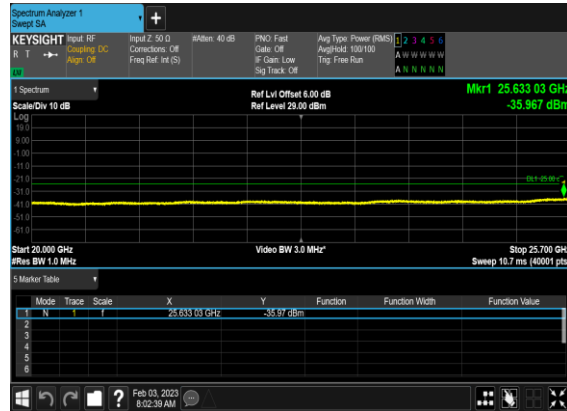 Spectrum Analyzer 1
Swept SA
+
KEYSIGHT
R T
Input: RF
Coupling: DC
Align: Off
Input Z: 50 Ω
Corrections: Off
Freq Ref: Int (S)
#Atten: 40 dB
PNO: Fast
Gate: Off
IF Gain: Low
Sig Track: Off
Avg Type: Power (RMS)
Avg|Hold: 100/100
Trig: Free Run
1 2 3 4 5 6
A W W W W W
A N N N N N
1 Spectrum
Scale/Div 10 dB
Ref Lvl Offset 6.00 dB
Ref Level 29.00 dBm
Mkr1 25.633 03 GHz
-35.967 dBm
Log
19.0
9.00
-1.00
-11.0
-21.0
-31.0
-41.0
-51.0
-61.0
DL1 -25.00
1
Start 20.000 GHz
#Res BW 1.0 MHz
Video BW 3.0 MHz*
Stop 25.700 GHz
Sweep 10.7 ms (40001 pts
5 Marker Table
Mode Trace Scale X Y Function Function Width Function Value
1 N 1 f 25.633 03 GHz -35.97 dBm
2
3
4
5
6
?
Feb 03, 2023
8:02:39 AM